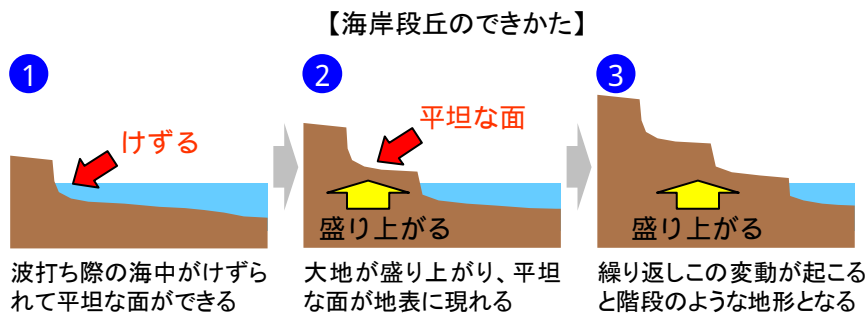 【海岸段丘のできかた】
1
けずる
波打ち際の海中がけずら
れて平坦な面ができる
2
平坦な面
盛り上がる
大地が盛り上がり、平坦
な面が地表に現れる
3
盛り上がる
繰り返しこの変動が起こる
と階段のような地形となる